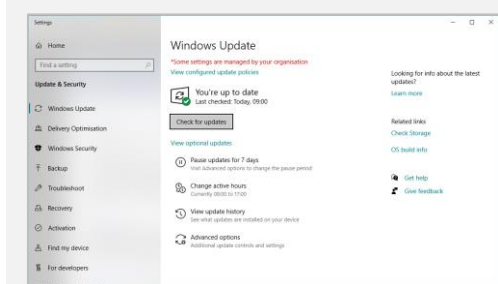 Settings
Home
Find a setting
Update & Security
Windows Update
Delivery Optimisation
Windows Security
Backup
Troubleshoot
Recovery
Activation
Find my device
For developers
Windows Update
*Some settings are managed by your organisation
View configured update policies
You're up to date
Last checked: Today, 09:00
Check for updates
View optional updates
Pause updates for 7 days
Visit Advanced options to change the pause period
Change active hours
Currently 08:00 to 17:00
View update history
See what updates are installed on your device
Advanced options
Additional update controls and settings
Looking for info about the latest
updates?
Learn more
Related links
Check Storage
OS build info
Get help
Give feedback